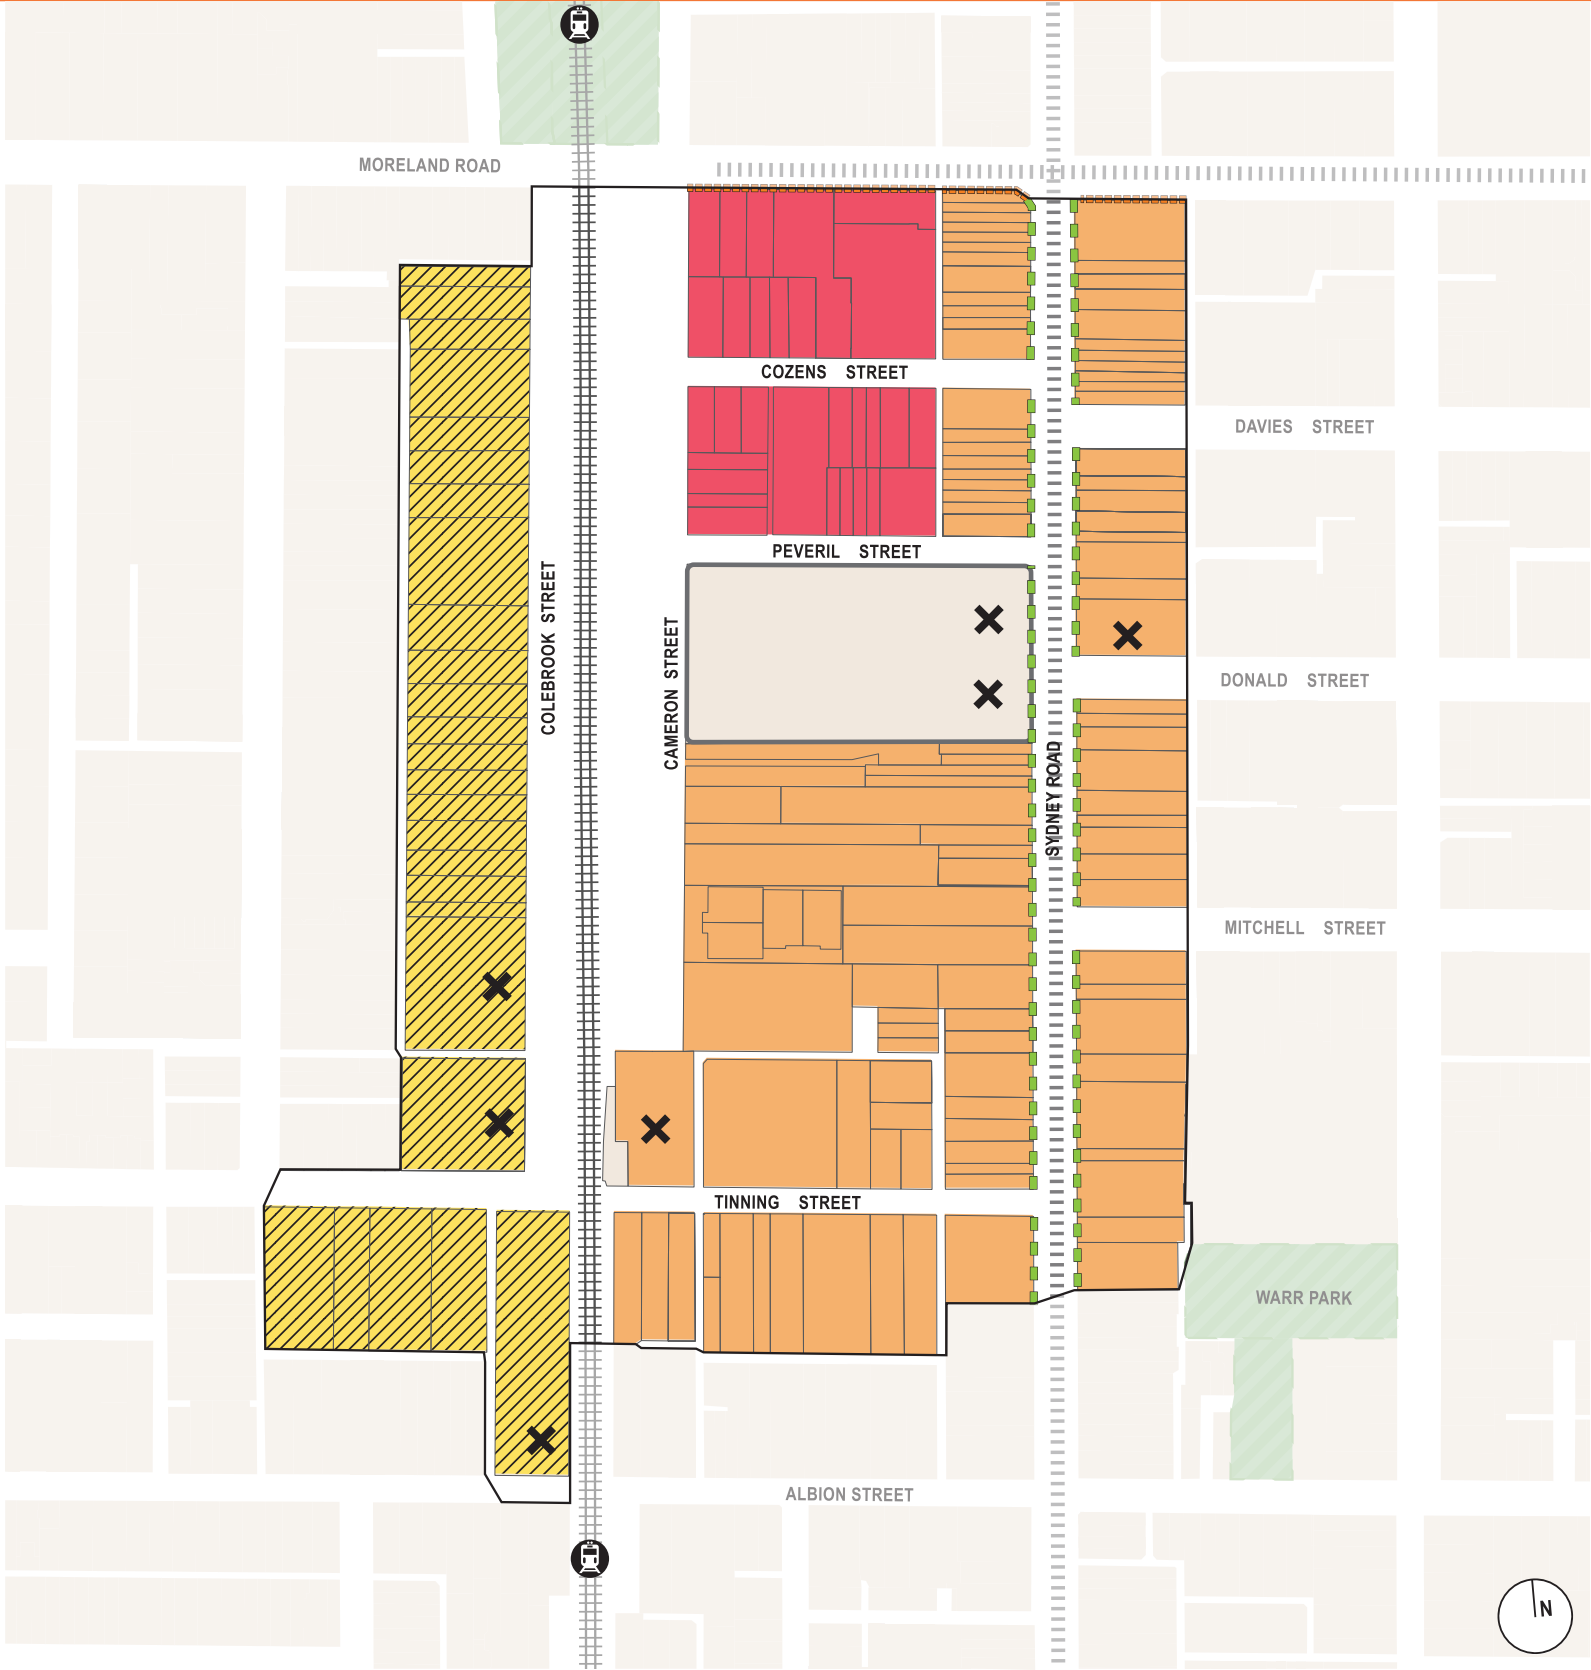 MORELAND ROAD
COZENS STREET
DAVIES STREET
PEVERIL STREET
COLEBROOK STREET
CAMERON STREET
DONALD STREET
SYDNEY ROAD
MITCHELL STREET
TINNING STREET
WARR PARK
ALBION STREET
N